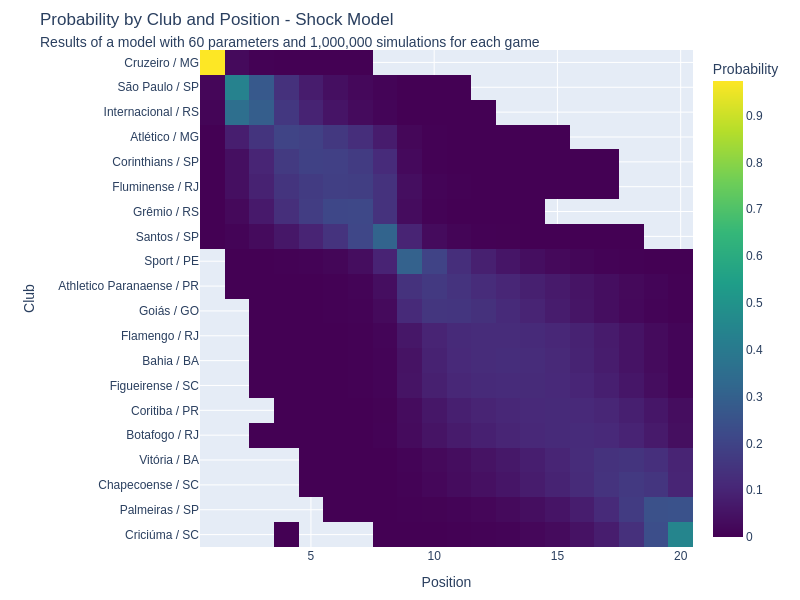 Probability by Club and Position - Shock Model
Results of a model with 60 parameters and 1,000,000 simulations for each game
Probability
Club
Cruzeiro / MG
São Paulo / SP
Internacional / RS
Atlético / MG
Corinthians / SP
Fluminense / RJ
Grêmio / RS
Santos / SP
Sport / PE
Athletico Paranaense / PR
Goiás / GO
Flamengo / RJ
Bahia / BA
Figueirense / SC
Coritiba / PR
Botafogo / RJ
Vitória / BA
Chapecoense / SC
Palmeiras / SP
Criciúma / SC
0.9
0.8
0.7
0.6
0.5
0.4
0.3
0.2
0.1
0
5
10
15
20
Position